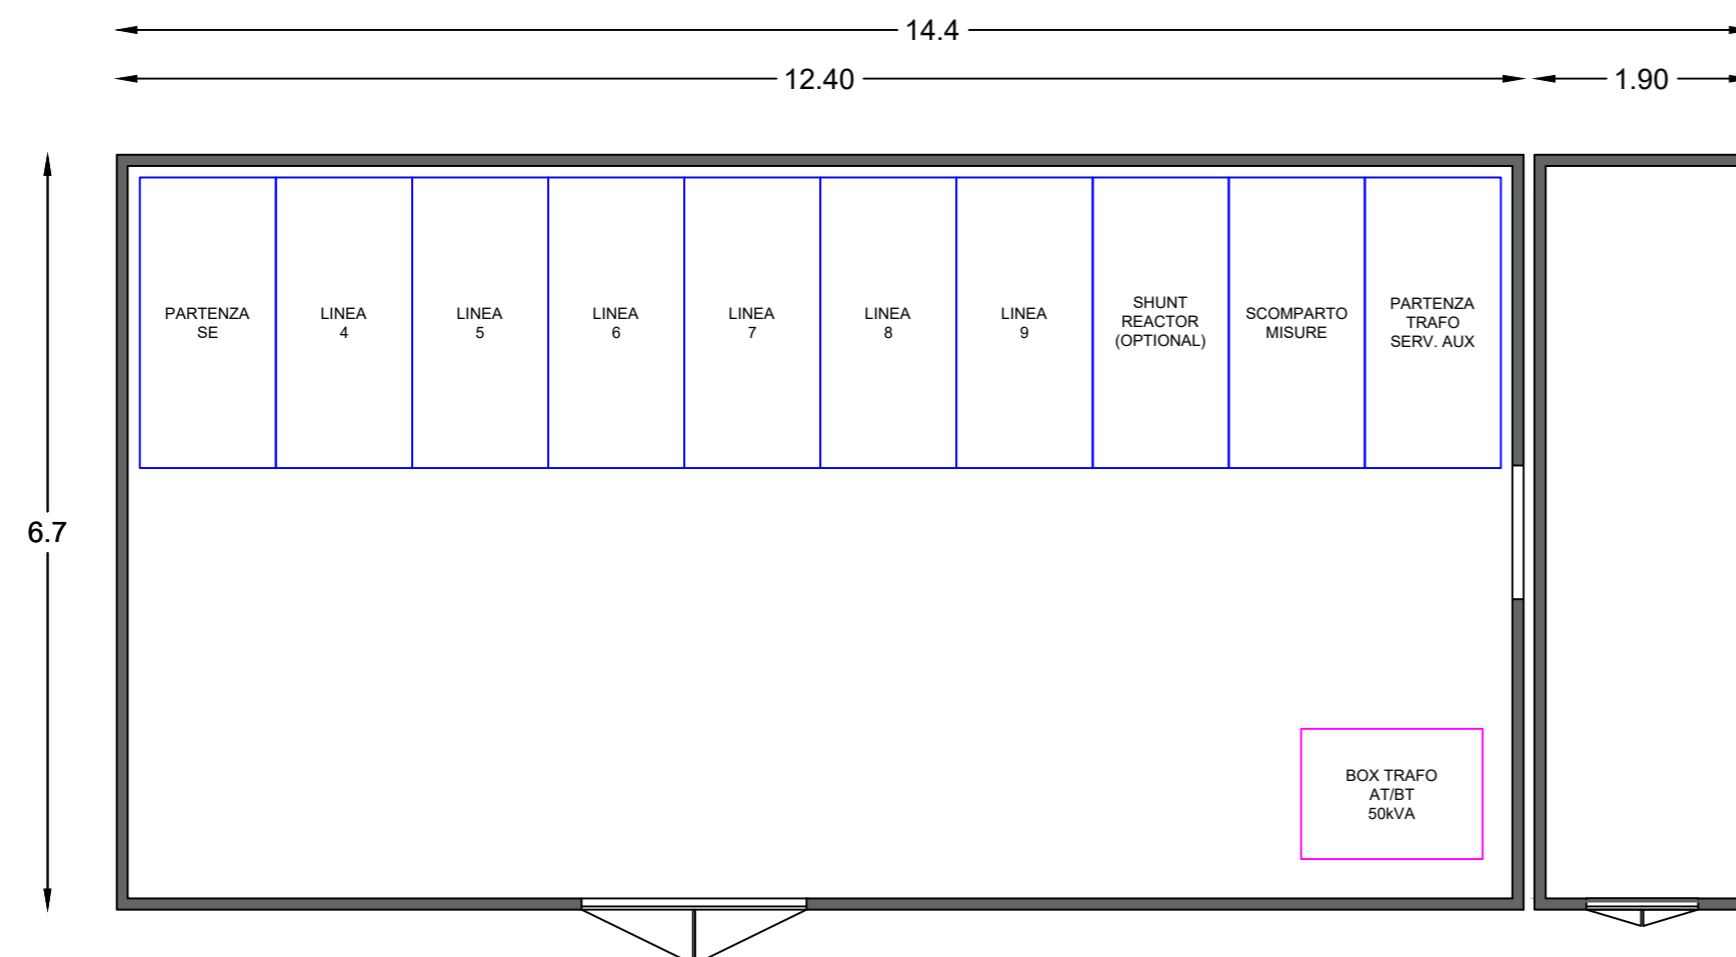 14.4
12.40
1.90
6.7
PARTENZA
SE
LINEA
4
LINEA
5
LINEA
6
LINEA
7
LINEA
8
LINEA
9
SHUNT
REACTOR
(OPTIONAL)
SCOMPARTO
MISURE
PARTENZA
TRAFO
SERV. AUX
BOX TRAFO
AT/BT
50kVA